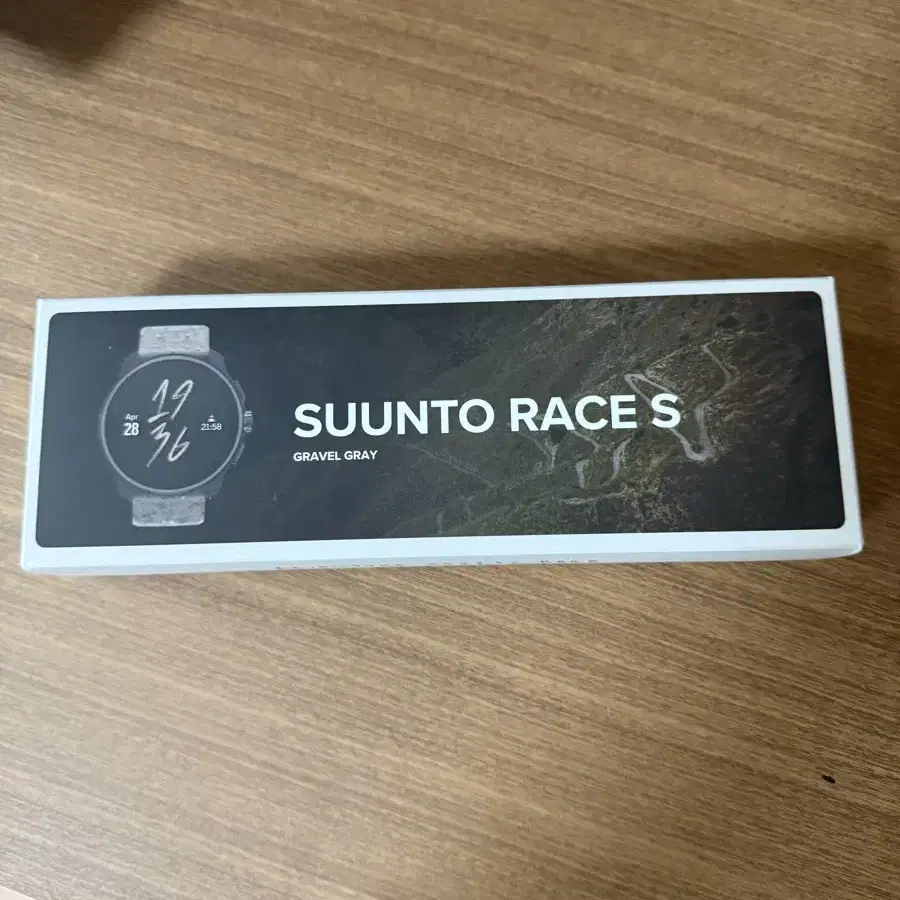 SUUNTO RACE S
GRAVEL GRAY
19
36
Apr
28
21:58